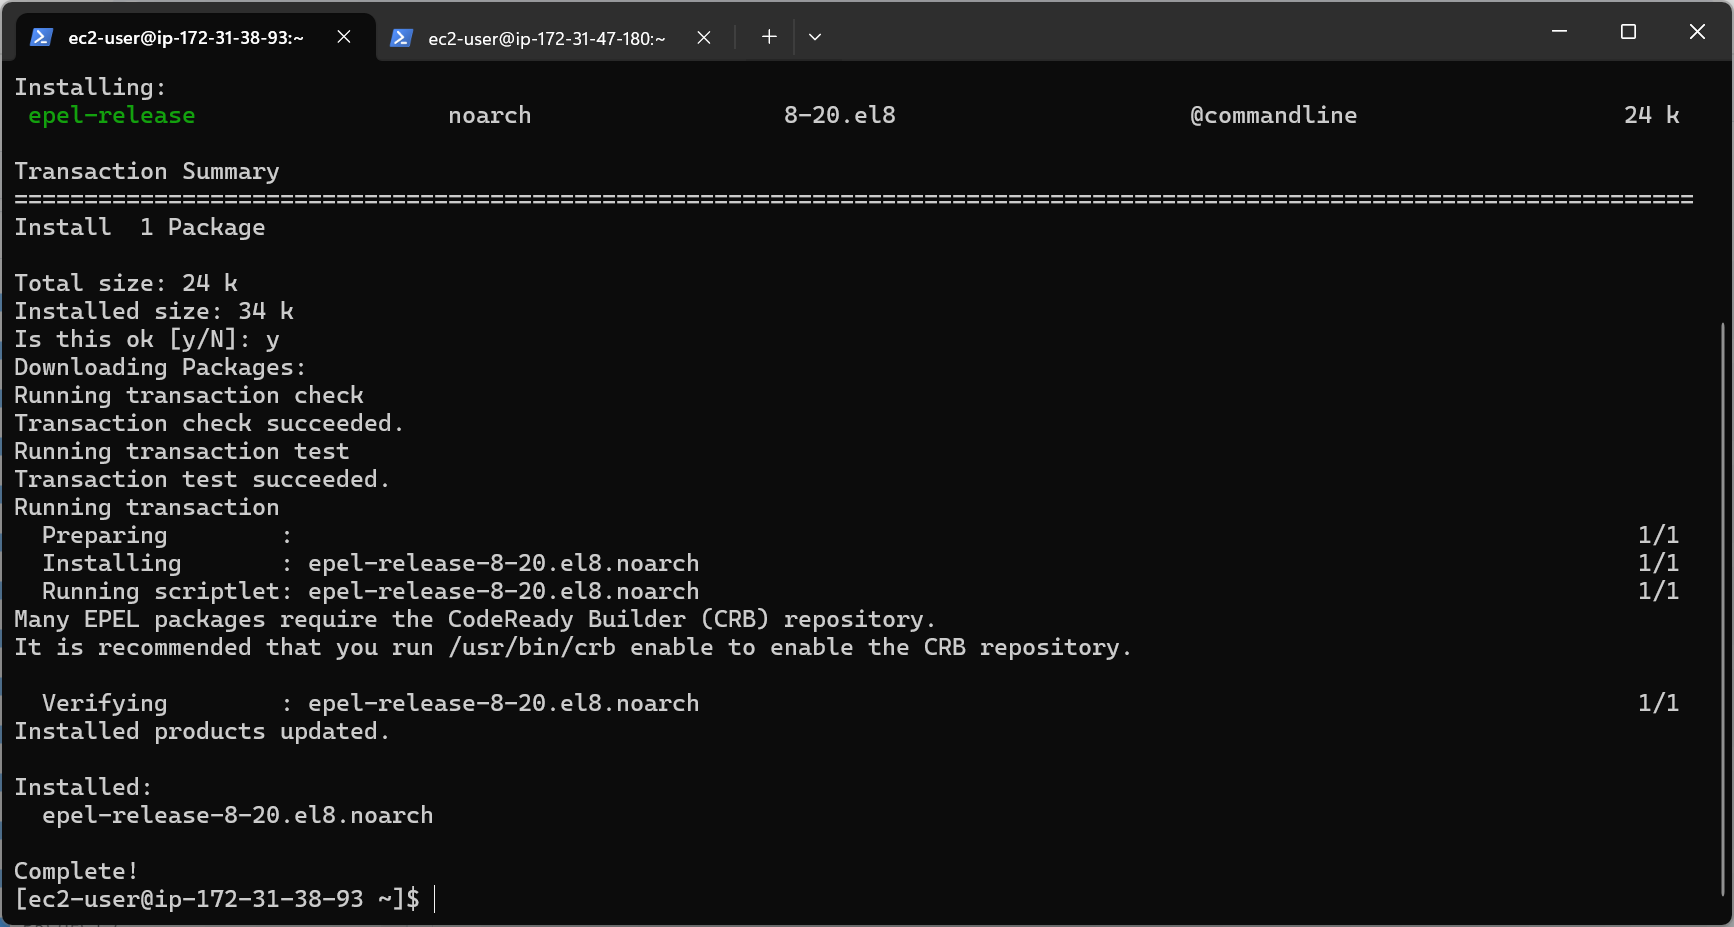 ec2-user@ip-172-31-38-93:~ ec2-user@ip-172-31-47-180:~
Installing:
epel-release noarch 8-20.el8 @commandline 24 k
Transaction Summary
================================================================================================================================
Install 1 Package
Total size: 24 k
Installed size: 34 k
Is this ok [y/N]: y
Downloading Packages:
Running transaction check
Transaction check succeeded.
Running transaction test
Transaction test succeeded.
Running transaction
Preparing : 1/1
Installing : epel-release-8-20.el8.noarch 1/1
Running scriptlet: epel-release-8-20.el8.noarch 1/1
Many EPEL packages require the CodeReady Builder (CRB) repository.
It is recommended that you run /usr/bin/crb enable to enable the CRB repository.
Verifying : epel-release-8-20.el8.noarch 1/1
Installed products updated.
Installed:
epel-release-8-20.el8.noarch
Complete!
[ec2-user@ip-172-31-38-93 ~]$